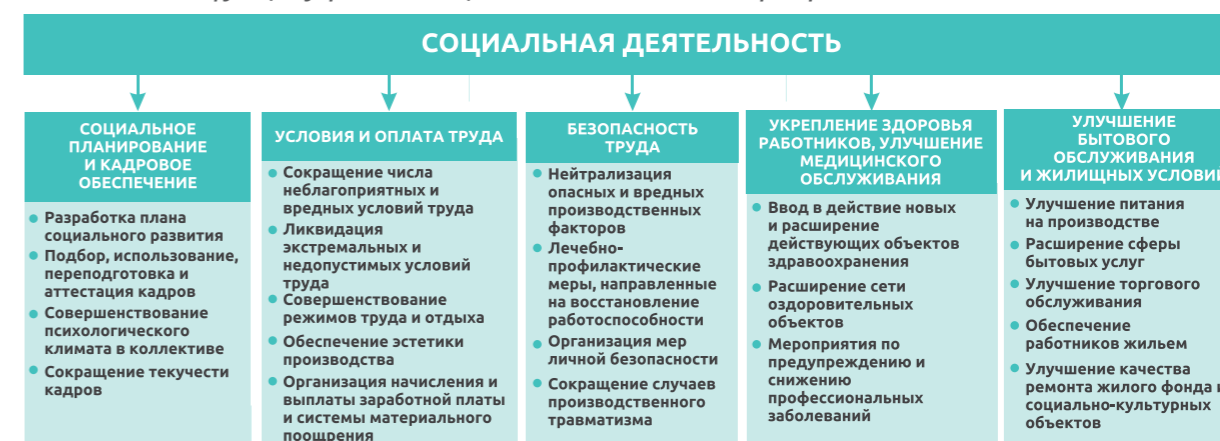 СОЦИАЛЬНАЯ ДЕЯТЕЛЬНОСТЬ
СОЦИАЛЬНОЕ
ПЛАНИРОВАНИЕ
И КАДРОВОЕ
ОБЕСПЕЧЕНИЕ
Разработка плана
социального развития
Подбор, использование,
переподготовка и
аттестация кадров
Совершенствование
психологического
климата в коллективе
Сокращение текучести
кадров
УСЛОВИЯ И ОПЛАТА ТРУДА
Сокращение числа
неблагоприятных и
вредных условий труда
Ликвидация
экстремальных и
недопустимых условий
труда
Совершенствование
режимов труда и отдыха
Обеспечение эстетики
производства
Организация начисления и
выплаты заработной платы
и системы материального
поощрения
БЕЗОПАСНОСТЬ
ТРУДА
Нейтрализация
опасных и вредных
производственных
факторов
Лечебно-
профилактические
меры, направленные
на восстановление
работоспособности
Организация мер
личной безопасности
Сокращение случаев
производственного
травматизма
УКРЕПЛЕНИЕ ЗДОРОВЬЯ
РАБОТНИКОВ, УЛУЧШЕНИЕ
МЕДИЦИНСКОГО
ОБСЛУЖИВАНИЯ
Ввод в действие новых
и расширение
действующих объектов
здравоохранения
Расширение сети
оздоровительных
объектов
Мероприятия по
предупреждению и
снижению
профессиональных
заболеваний
УЛУЧШЕНИЕ
БЫТОВОГО
ОБСЛУЖИВАНИЯ
И ЖИЛИЩНЫХ УСЛОВИЙ
Улучшение питания
на производстве
Расширение сферы
бытовых услуг
Улучшение торгового
обслуживания
Обеспечение
работников жильем
Улучшение качества
ремонта жилого фонда и
социально-культурных
объектов